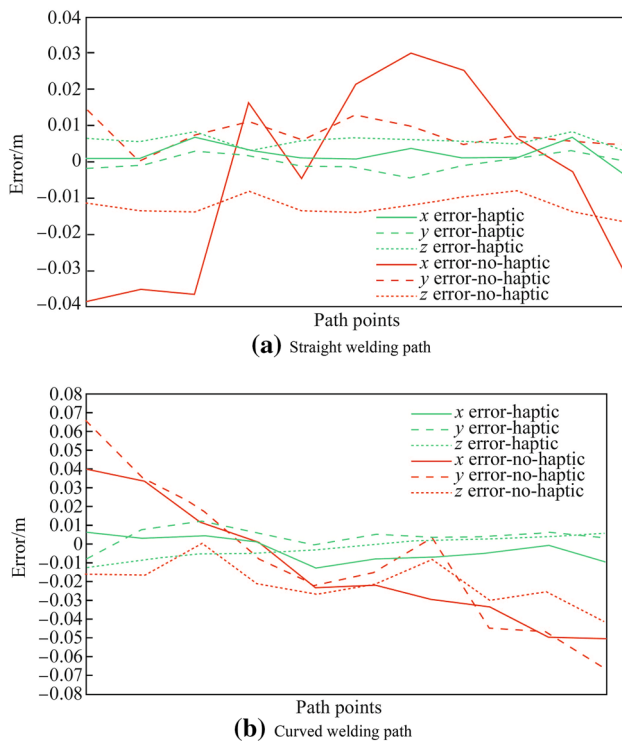 0.04
0.03
0.02
0.01
0
−0.01
−0.02
−0.03
−0.04
Error/m
x error-haptic
y error-haptic
z error-haptic
x error-no-haptic
y error-no-haptic
z error-no-haptic
Path points
(a) Straight welding path
0.08
0.07
0.06
0.05
0.04
0.03
0.02
0.01
0
−0.01
−0.02
−0.03
−0.04
−0.05
−0.06
−0.07
−0.08
Error/m
x error-haptic
y error-haptic
z error-haptic
x error-no-haptic
y error-no-haptic
z error-no-haptic
Path points
(b) Curved welding path